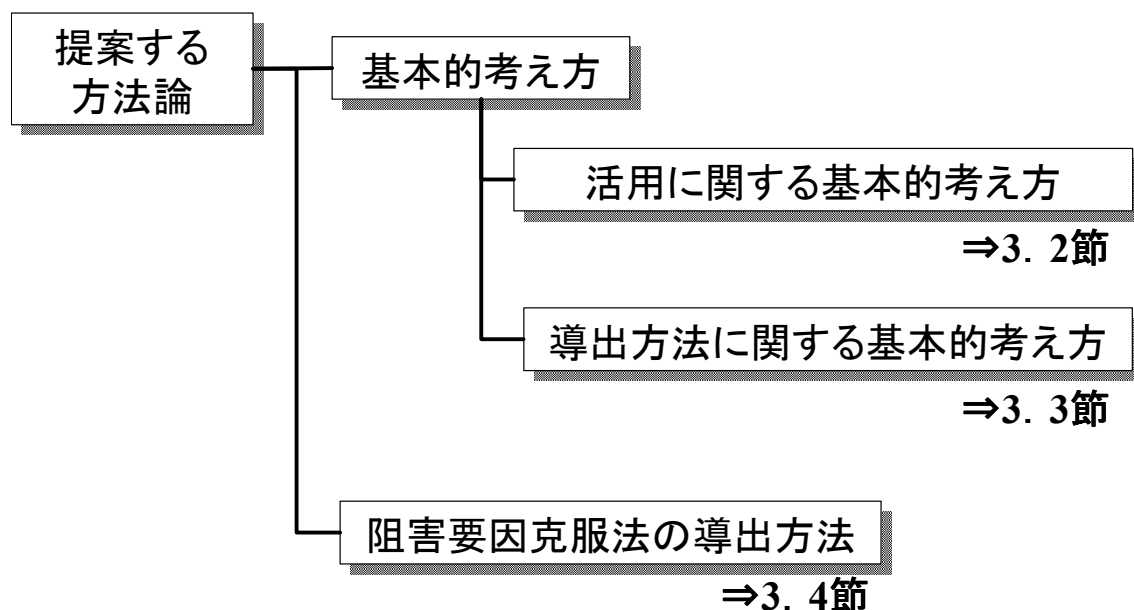 提案する
方法論
基本的考え方
活用に関する基本的考え方
⇒3．2節
導出方法に関する基本的考え方
⇒3．3節
阻害要因克服法の導出方法
⇒3．4節